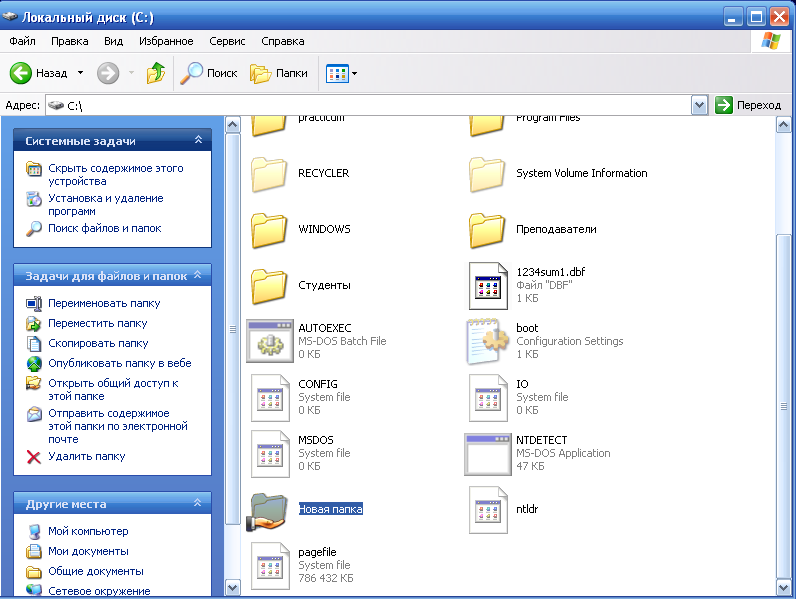 Локальный диск (C:)
Файл Правка Вид Избранное Сервис Справка
Назад Поиск Папки
Адрес: C:\ Переход
Системные задачи
Скрыть содержимое этого
устройства
Установка и удаление
программ
Поиск файлов и папок
Задачи для файлов и папок
Переименовать папку
Переместить папку
Скопировать папку
Опубликовать папку в вебе
Открыть общий доступ к
этой папке
Отправить содержимое
этой папки по электронной
почте
Удалить папку
Другие места
Мой компьютер
Мои документы
Общие документы
Сетевое окружение
practicum
Program Files
RECYCLER
System Volume Information
WINDOWS
Преподаватели
Студенты
1234sum1.dbf
Файл "DBF"
1 КБ
AUTOEXEC
MS-DOS Batch File
0 КБ
boot
Configuration Settings
1 КБ
CONFIG
System file
0 КБ
IO
System file
0 КБ
MSDOS
System file
0 КБ
NTDETECT
MS-DOS Application
47 КБ
Новая папка
ntldr
pagefile
System file
786 432 КБ